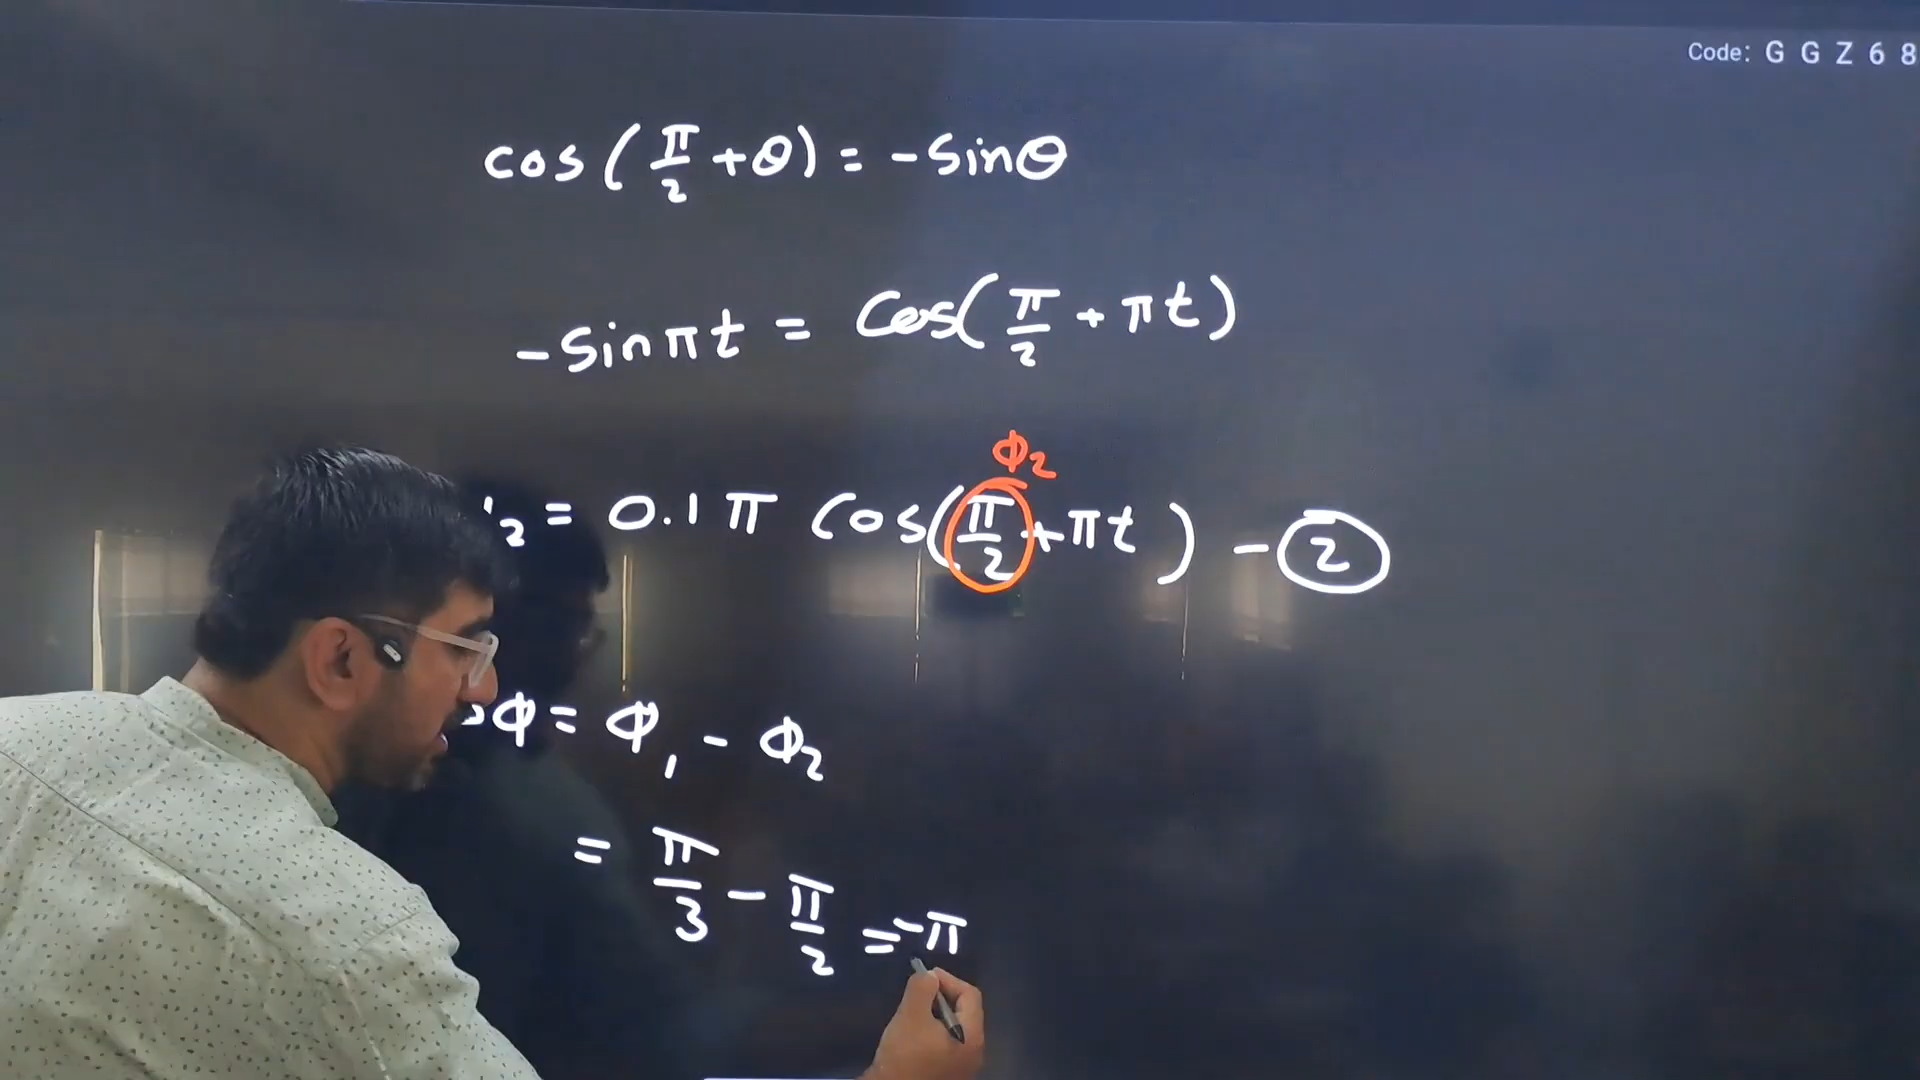 Code: G G Z 6 8
cos(π/2 + θ) = -sinθ
-sinπt = cos(π/2 + πt)
ϕ2
2 = 0.1 π cos(π/2 + πt) - 2
ϕ = ϕ1 - ϕ2
= π/3 - π/2 = -π